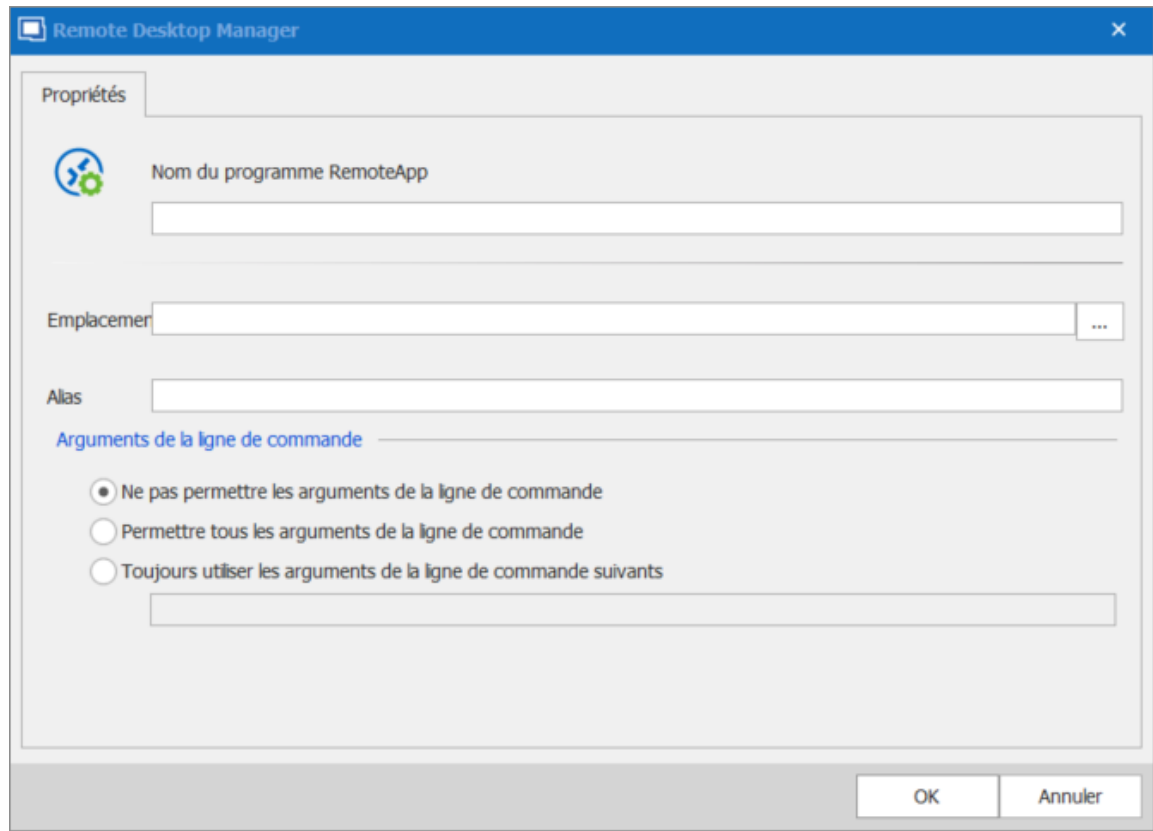 Remote Desktop Manager
Propriétés
Nom du programme RemoteApp
Emplacemen
...
Alias
Arguments de la ligne de commande
Ne pas permettre les arguments de la ligne de commande
Permettre tous les arguments de la ligne de commande
Toujours utiliser les arguments de la ligne de commande suivants
OK
Annuler